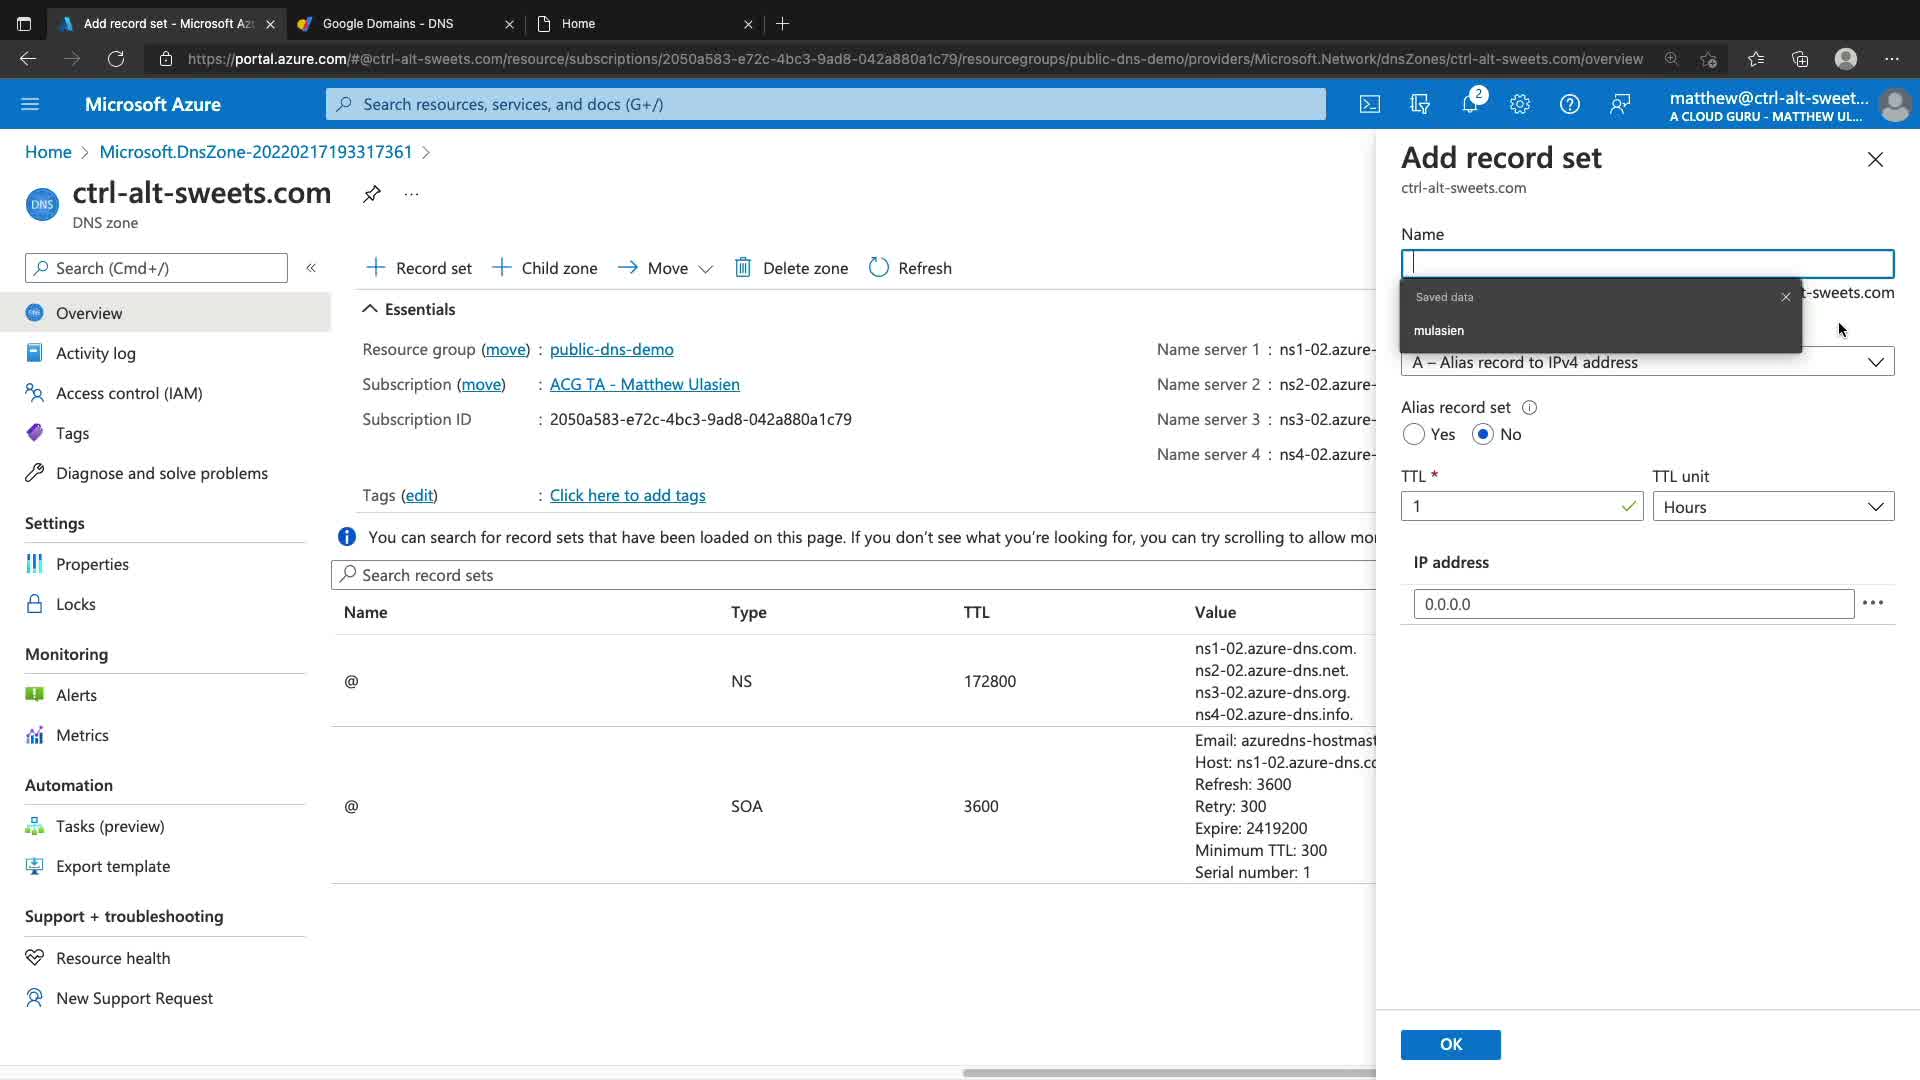 Add record set - Microsoft Az
Google Domains - DNS
Home
https://portal.azure.com/#@ctrl-alt-sweets.com/resource/subscriptions/2050a583-e72c-4bc3-9ad8-042a880a1c79/resourcegroups/public-dns-demo/providers/Microsoft.Network/dnsZones/ctrl-alt-sweets.com/overview
Microsoft Azure
Search resources, services, and docs (G+/)
2
matthew@ctrl-alt-sweet...
A CLOUD GURU - MATTHEW UL...
Home > Microsoft.DnsZone-20220217193317361 >
DNS
ctrl-alt-sweets.com
...
DNS zone
Search (Cmd+/)
«
Overview
Activity log
Access control (IAM)
Tags
Diagnose and solve problems
Settings
Properties
Locks
Monitoring
Alerts
Metrics
Automation
Tasks (preview)
Export template
Support + troubleshooting
Resource health
New Support Request
Record set
Child zone
Move
Delete zone
Refresh
Essentials
Resource group (move) : public-dns-demo
Subscription (move) : ACG TA - Matthew Ulasien
Subscription ID : 2050a583-e72c-4bc3-9ad8-042a880a1c79
Name server 1 : ns1-02.azure-
Name server 2 : ns2-02.azure-
Name server 3 : ns3-02.azure-
Name server 4 : ns4-02.azure-
Tags (edit) : Click here to add tags
You can search for record sets that have been loaded on this page. If you don't see what you're looking for, you can try scrolling to allow mo
Search record sets
Name Type TTL Value
@ NS 172800
ns1-02.azure-dns.com.
ns2-02.azure-dns.net.
ns3-02.azure-dns.org.
ns4-02.azure-dns.info.
@ SOA 3600
Email: azuredns-hostmast
Host: ns1-02.azure-dns.co
Refresh: 3600
Retry: 300
Expire: 2419200
Minimum TTL: 300
Serial number: 1
Add record set
ctrl-alt-sweets.com
Name
t-sweets.com
Saved data
mulasien
A – Alias record to IPv4 address
Alias record set
Yes No
TTL * TTL unit
1 Hours
IP address
0.0.0.0
OK